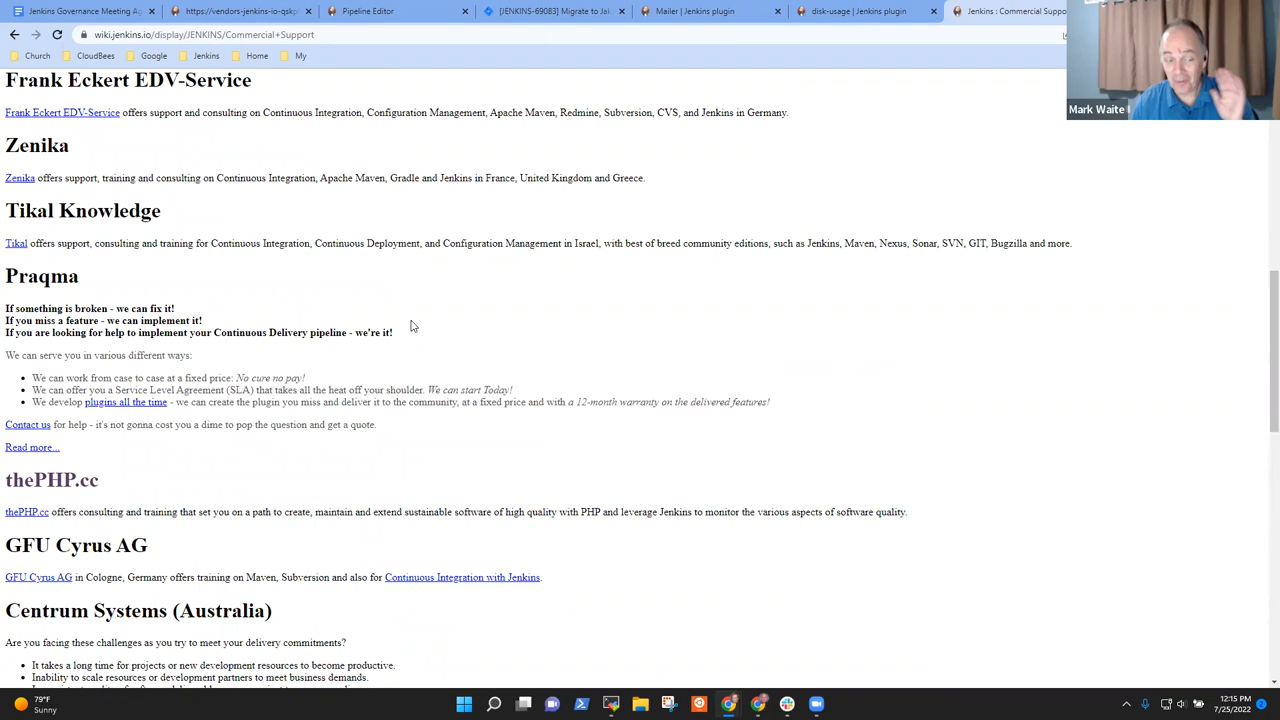 Jenkins Governance Meeting Ag
https://vendors-jenkins-io-qskp
Pipeline Editor
[JENKINS-69083] Migrate to Jak
Mailer | Jenkins plugin
disk-usage | Jenkins plugin
Jenkins : Commercial Suppo
wiki.jenkins.io/display/JENKINS/Commercial+Support
Church
CloudBees
Google
Jenkins
Home
My
Mark Waite
Frank Eckert EDV-Service
Frank Eckert EDV-Service offers support and consulting on Continuous Integration, Configuration Management, Apache Maven, Redmine, Subversion, CVS, and Jenkins in Germany.
Zenika
Zenika offers support, training and consulting on Continuous Integration, Apache Maven, Gradle and Jenkins in France, United Kingdom and Greece.
Tikal Knowledge
Tikal offers support, consulting and training for Continuous Integration, Continuous Deployment, and Configuration Management in Israel, with best of breed community editions, such as Jenkins, Maven, Nexus, Sonar, SVN, GIT, Bugzilla and more.
Praqma
If something is broken - we can fix it!
If you miss a feature - we can implement it!
If you are looking for help to implement your Continuous Delivery pipeline - we're it!
We can serve you in various different ways:
We can work from case to case at a fixed price: No cure no pay!
We can offer you a Service Level Agreement (SLA) that takes all the heat off your shoulder. We can start Today!
We develop plugins all the time - we can create the plugin you miss and deliver it to the community, at a fixed price and with a 12-month warranty on the delivered features!
Contact us for help - it's not gonna cost you a dime to pop the question and get a quote.
Read more...
thePHP.cc
thePHP.cc offers consulting and training that set you on a path to create, maintain and extend sustainable software of high quality with PHP and leverage Jenkins to monitor the various aspects of software quality.
GFU Cyrus AG
GFU Cyrus AG in Cologne, Germany offers training on Maven, Subversion and also for Continuous Integration with Jenkins.
Centrum Systems (Australia)
Are you facing these challenges as you try to meet your delivery commitments?
It takes a long time for projects or new development resources to become productive.
Inability to scale resources or development partners to meet business demands.
79°F
Sunny
12:15 PM
7/25/2022
2